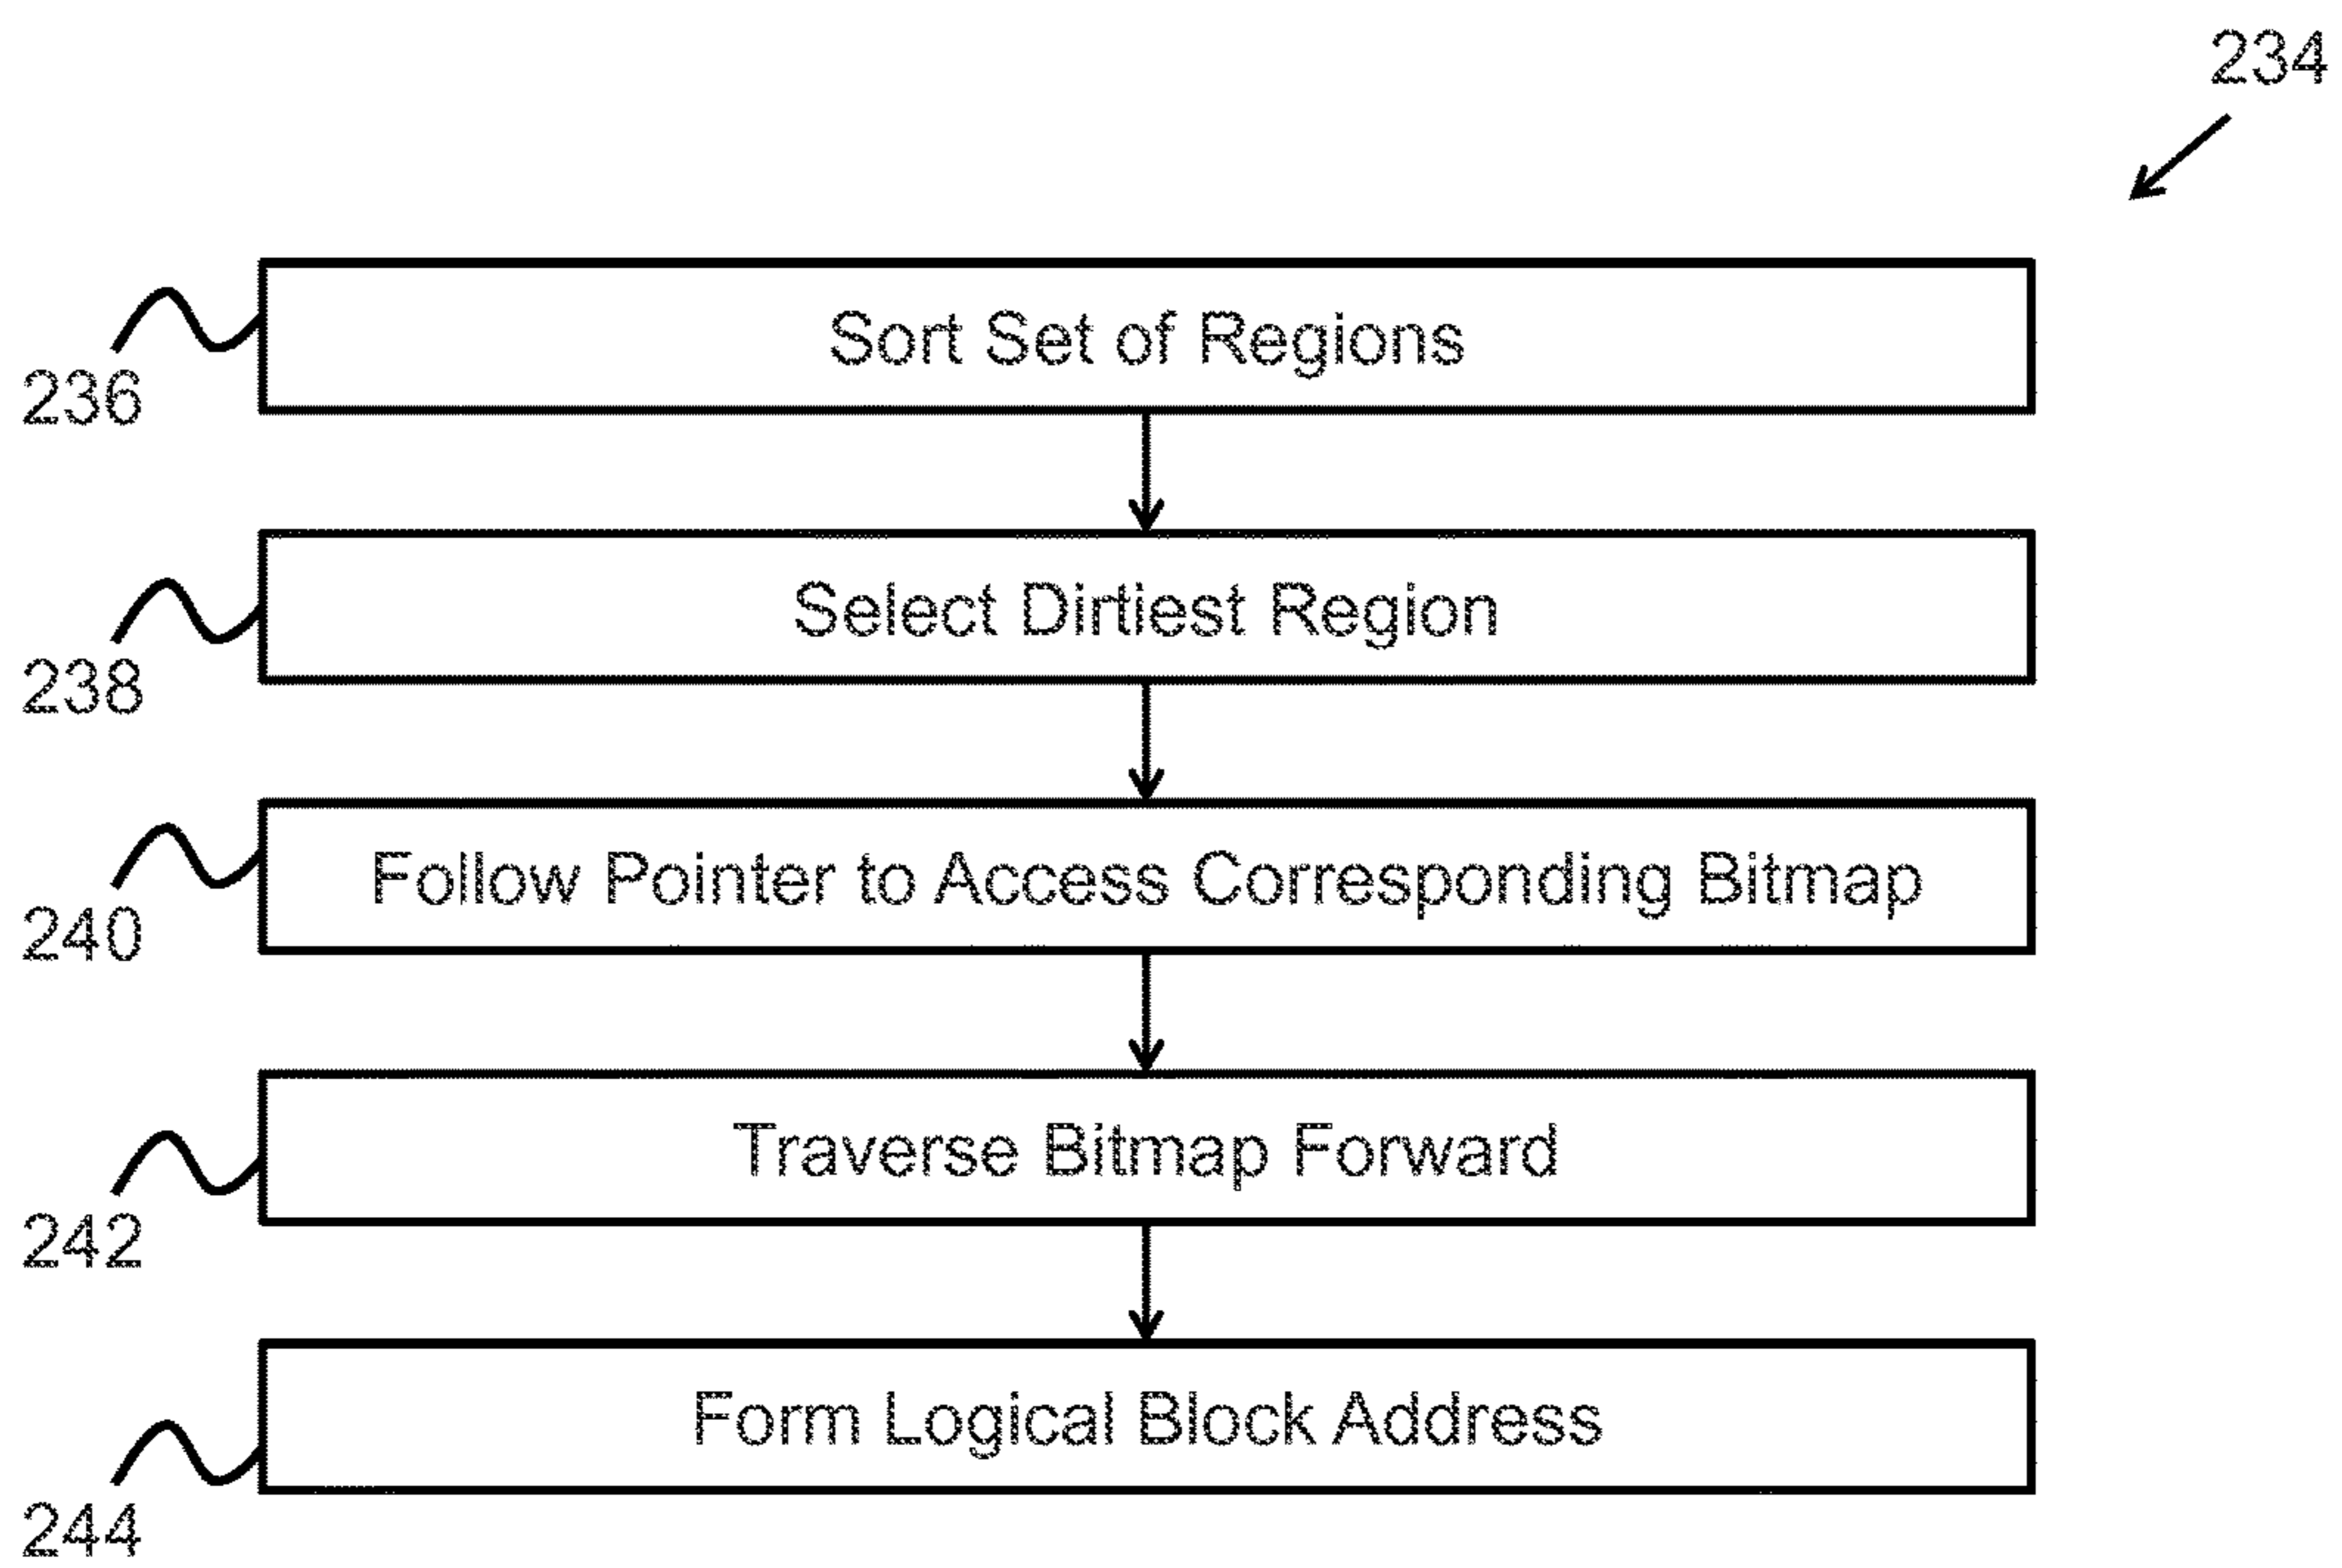 234
Sort Set of Regions
236
Select Dirtiest Region
238
Follow Pointer to Access Corresponding Bitmap
240
Traverse Bitmap Forward
242
Form Logical Block Address
244